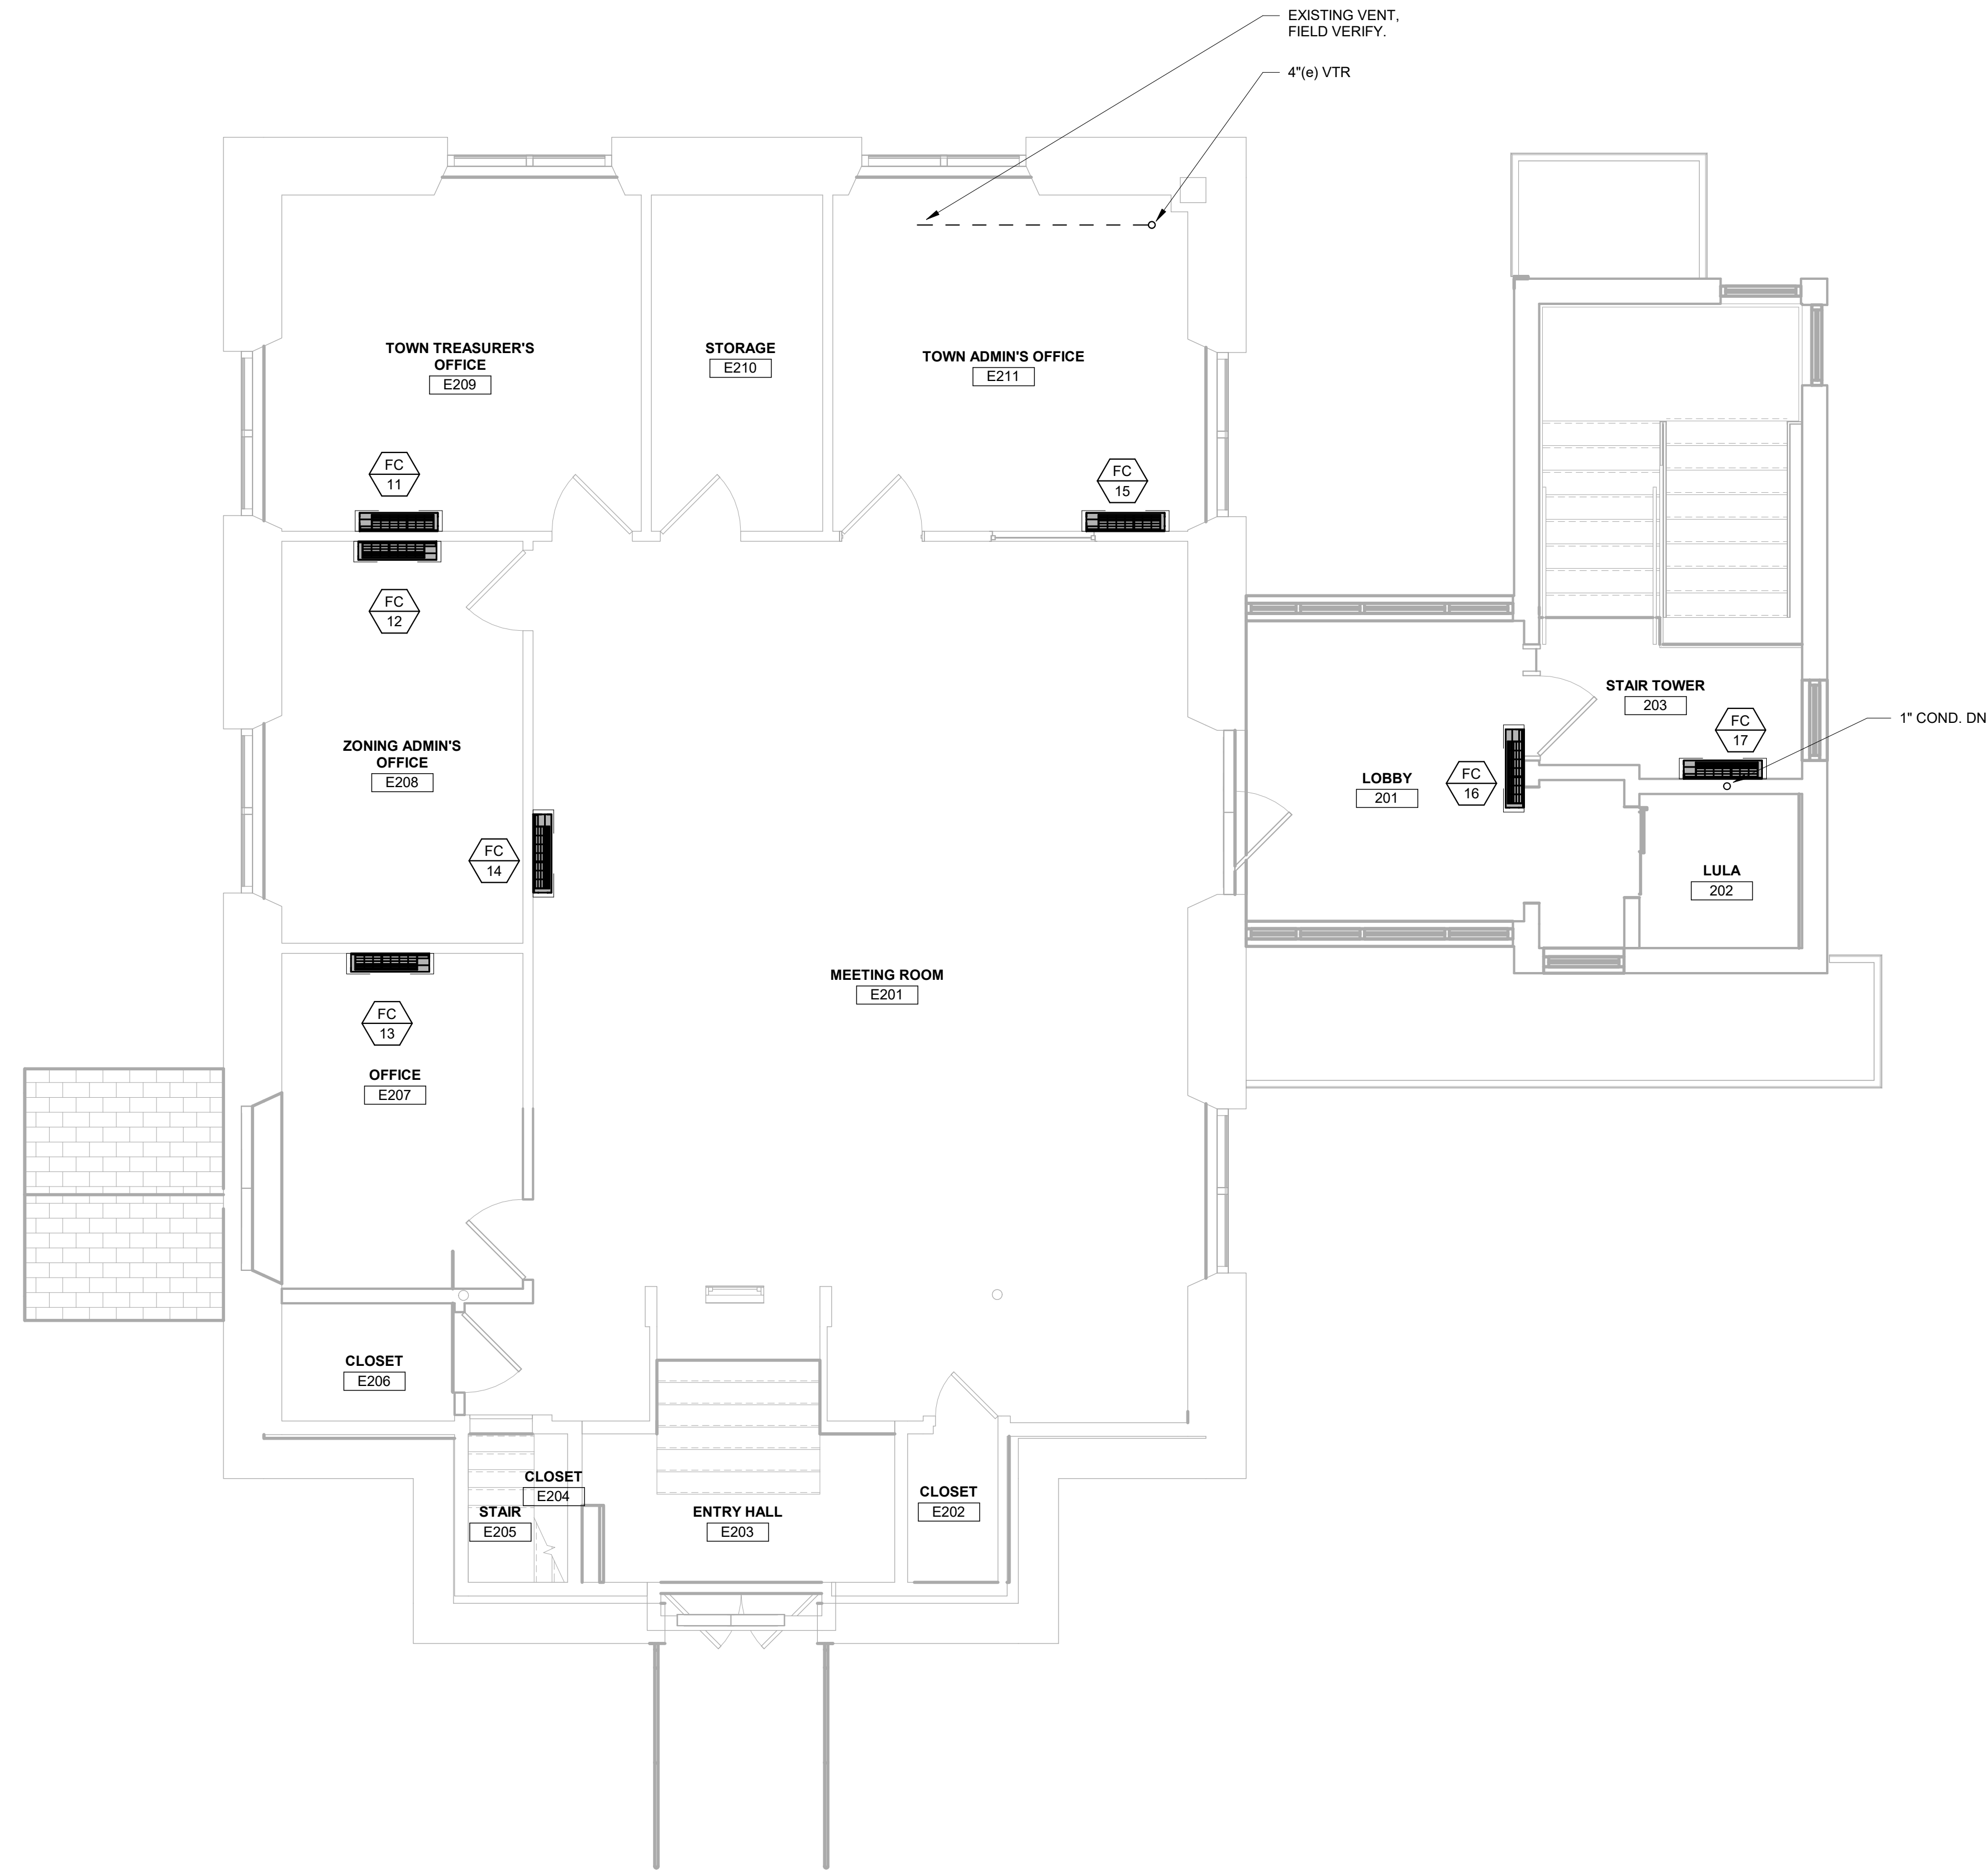 EXISTING VENT,
FIELD VERIFY.
4"(e) VTR
TOWN TREASURER'S
OFFICE
E209
STORAGE
E210
TOWN ADMIN'S OFFICE
E211
FC
11
FC
15
FC
12
STAIR TOWER
203
FC
17
1" COND. DN
ZONING ADMIN'S
OFFICE
E208
LOBBY
201
FC
16
FC
14
LULA
202
MEETING ROOM
E201
FC
13
OFFICE
E207
CLOSET
E206
CLOSET
E204
STAIR
E205
ENTRY HALL
E203
CLOSET
E202